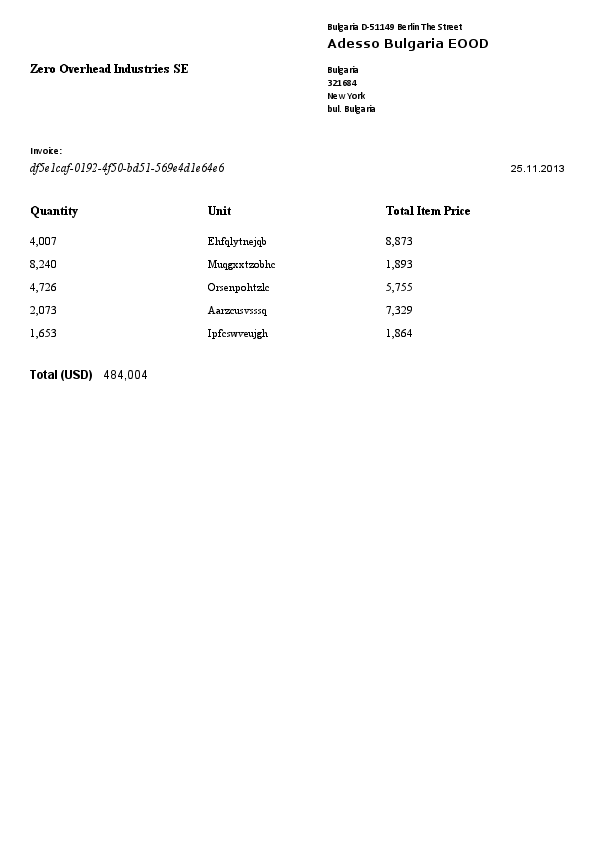 Bulgaria D-51149 Berlin The Street
Adesso Bulgaria EOOD
Zero Overhead Industries SE
Bulgaria
321684
New York
bul. Bulgaria
Invoice:
df5e1caf-0192-4f50-bd51-569e4d1e64e6 25.11.2013
Quantity Unit Total Item Price
4,007 Ehfqlytnejqb 8,873
8,240 Muqgxxtzobhc 1,893
4,726 Orsenpohtzlc 5,755
2,073 Aarzcusvsssq 7,329
1,653 Ipfcswveujgh 1,864
Total (USD) 484,004